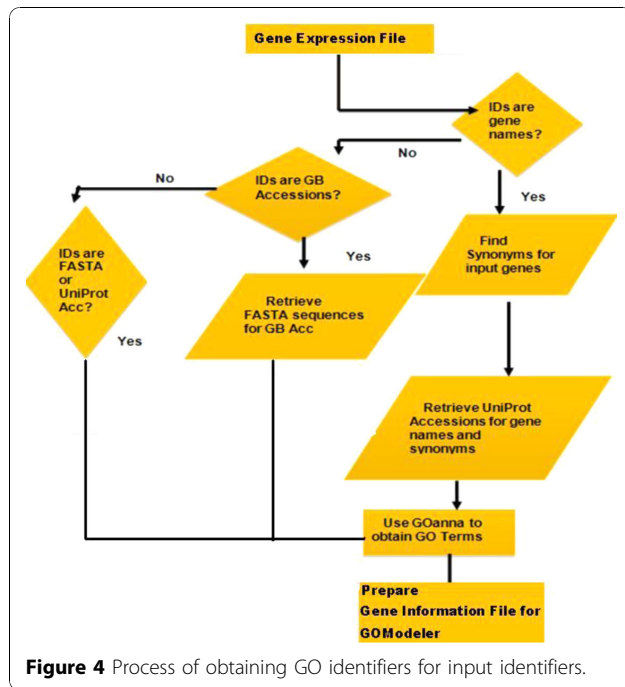 Gene Expression File
IDs are
gene
names?
No
Yes
IDs are GB
Accessions?
No
Yes
IDs are
FASTA
or
UniProt
Acc?
Yes
Find
Synonyms for
input genes
Retrieve
FASTA sequences
for GB Acc
Retrieve UniProt
Accessions for gene
names and
synonyms
Use GOanna to
obtain GO Terms
Prepare
Gene Information File for
GOModeler
Figure 4 Process of obtaining GO identifiers for input identifiers.